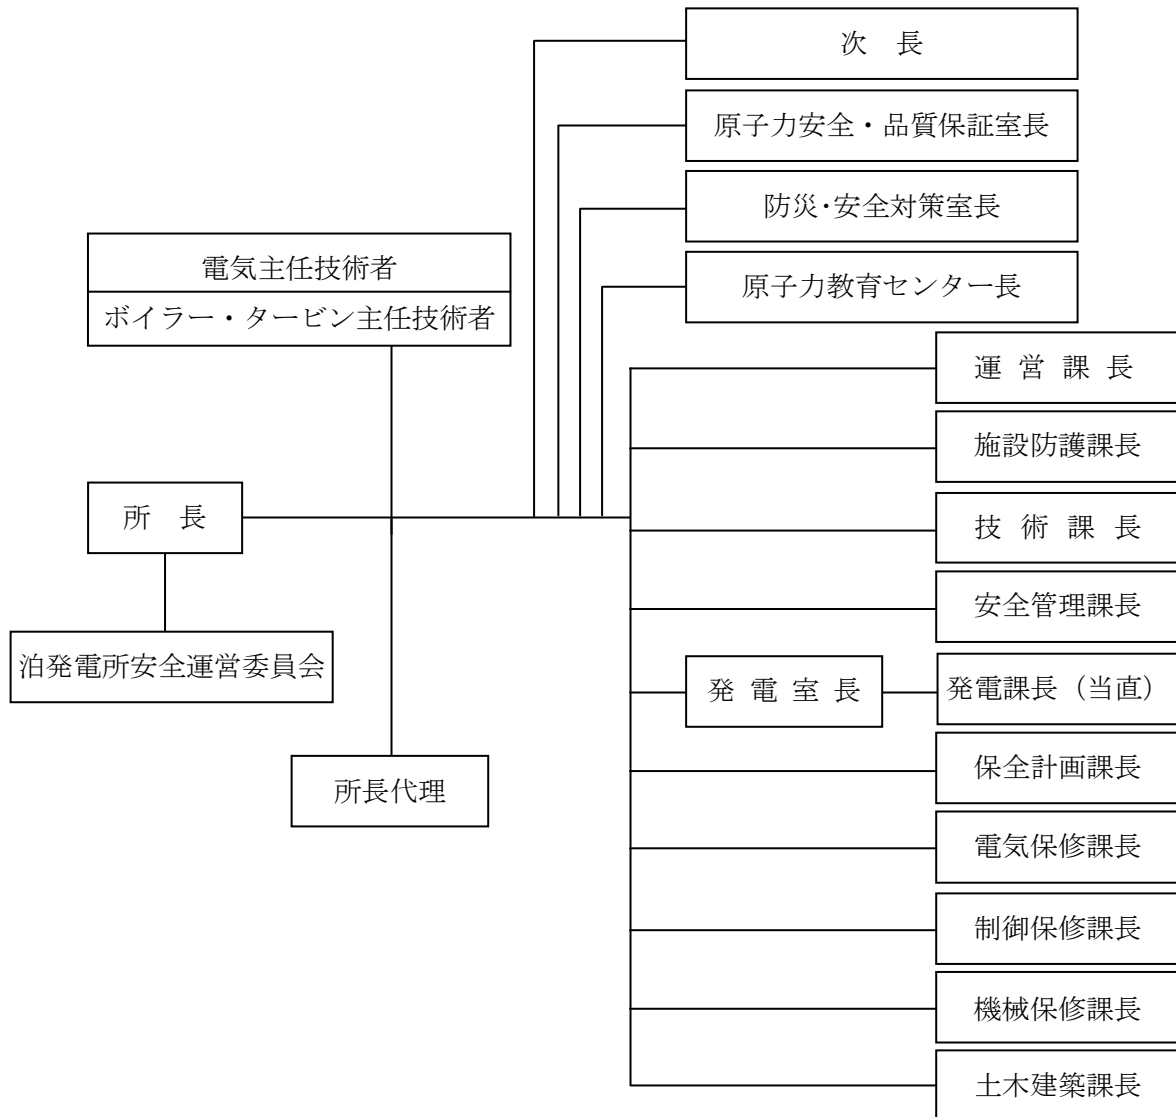 次　長
原子力安全・品質保証室長
防災・安全対策室長
原子力教育センター長
電気主任技術者
ボイラー・タービン主任技術者
所　長
泊発電所安全運営委員会
所長代理
運 営 課 長
施設防護課長
技 術 課 長
安全管理課長
発 電 室 長
発電課長（当直）
保全計画課長
電気保修課長
制御保修課長
機械保修課長
土木建築課長